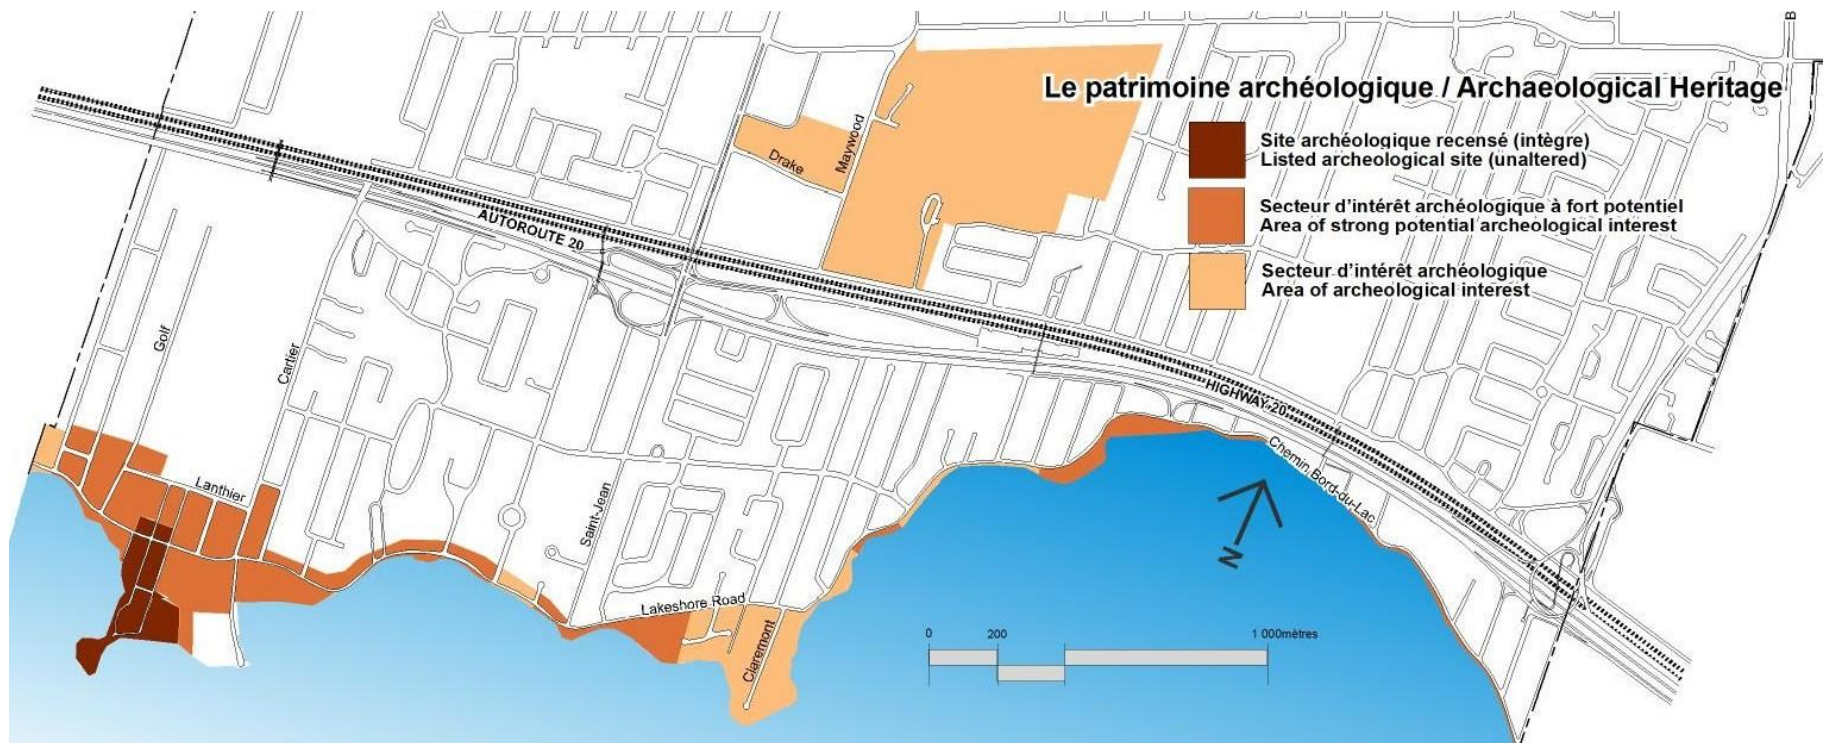 Le patrimoine archéologique / Archaeological Heritage
Site archéologique recensé (intègre)
Listed archeological site (unaltered)
Secteur d'intérêt archéologique à fort potentiel
Area of strong potential archeological interest
Secteur d'intérêt archéologique
Area of archeological interest
B
Maywood
Drake
AUTOROUTE 20
Golf
Cartier
HIGHWAY 20
Chemin Bord-du-Lac
Lanthier
Saint-Jean
N
Lakeshore Road
Claremont
0 200 1 000mètres